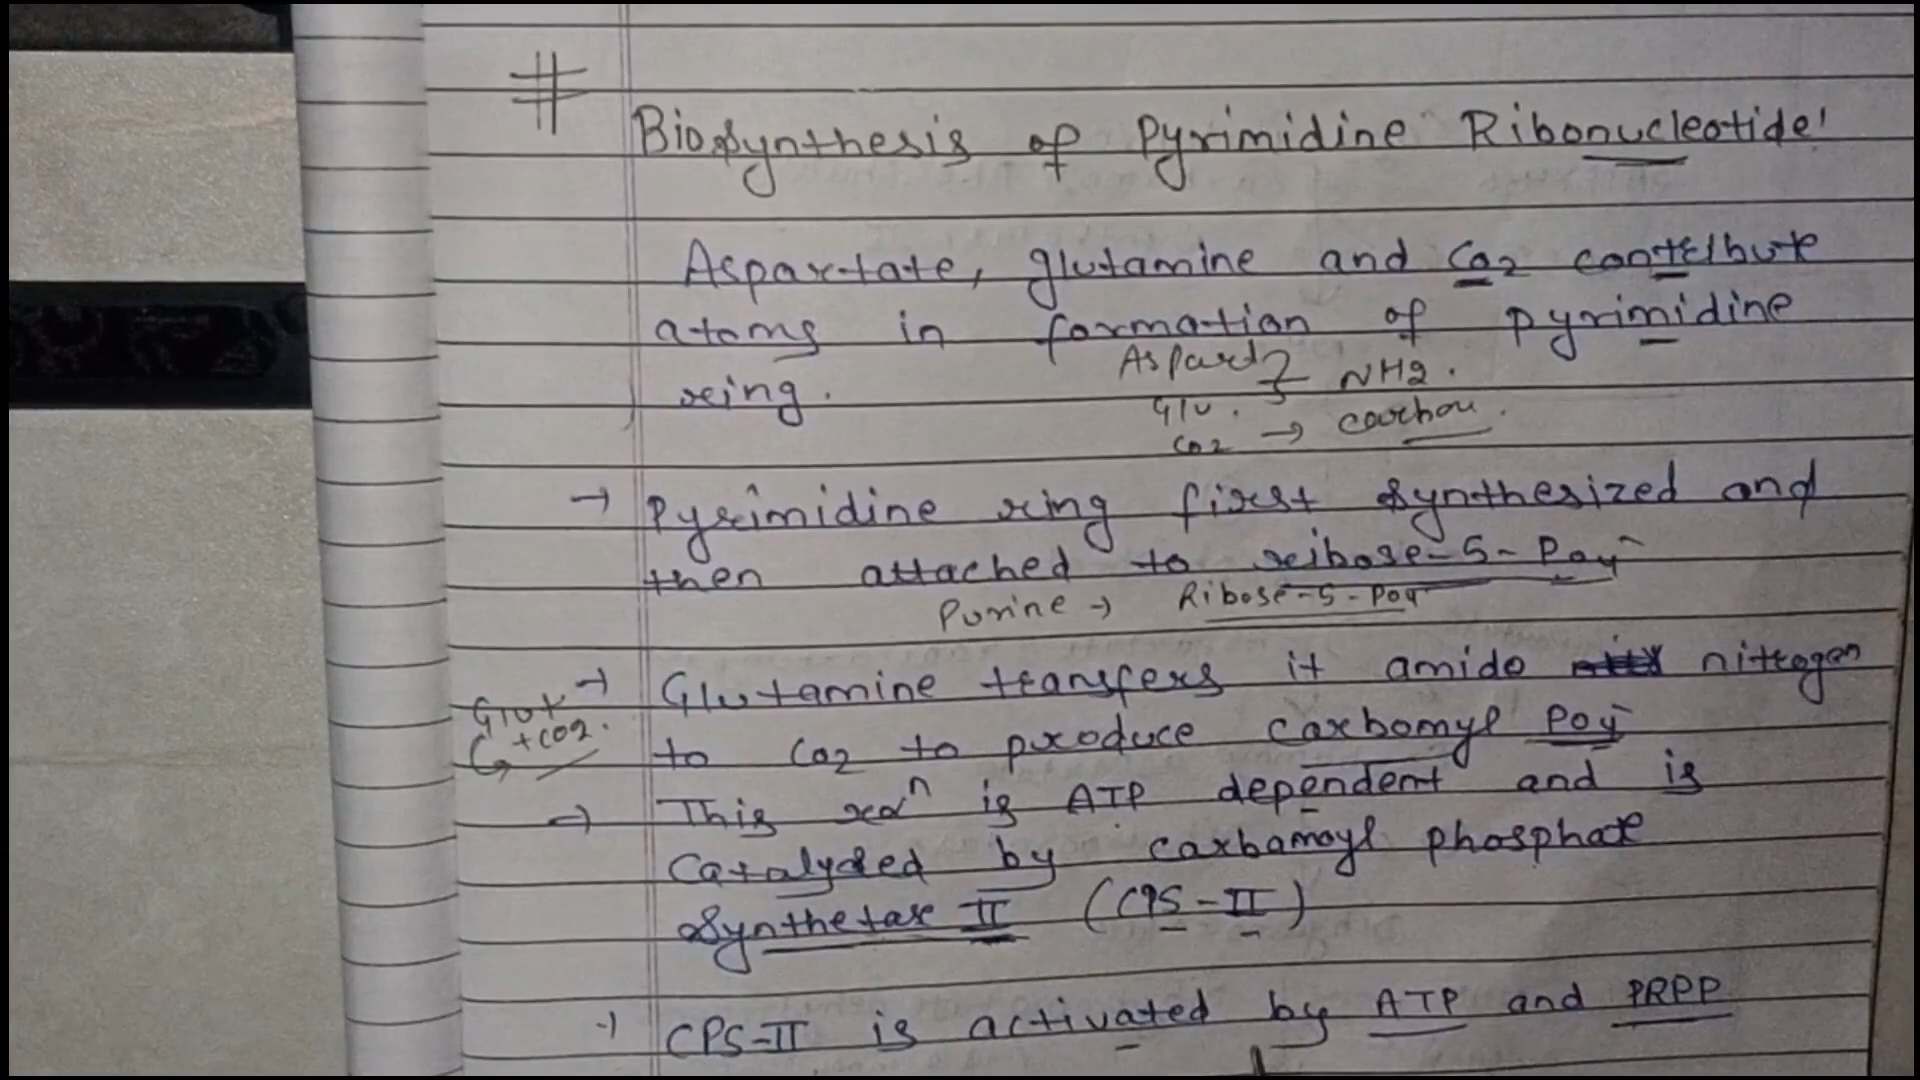 #
Biosynthesis of Pyrimidine Ribonucleotide'
Aspartate, glutamine and Co2 contribute
atoms in formation of pyrimidine
ring.
Aspart
Glu. } NH2.
Co2 → carbon.
→ Pyrimidine ring first synthesized and
then attached to ribose-5-Po4-
Purine → Ribose-5-Po4-
→ Glutamine transfers it amido nitrogen
Glut
+ co2.
to Co2 to produce carbomyl Po4-
→ This rxn is ATP dependent and is
Catalysed by carbamoyl phosphate
Synthetase II (CPS-II)
→ CPS-II is activated by ATP and PRPP